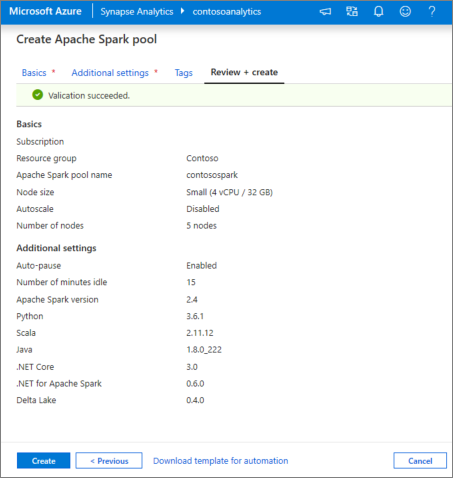 Microsoft Azure Synapse Analytics contosoanalytics ?
Create Apache Spark pool
Basics * Additional settings * Tags Review + create
Valication succeeded.
Basics
Subscription
Resource group Contoso
Apache Spark pool name contosospark
Node size Small (4 vCPU / 32 GB)
Autoscale Disabled
Number of nodes 5 nodes
Additional settings
Auto-pause Enabled
Number of minutes idle 15
Apache Spark version 2.4
Python 3.6.1
Scala 2.11.12
Java 1.8.0_222
.NET Core 3.0
.NET for Apache Spark 0.6.0
Delta Lake 0.4.0
Create < Previous Download template for automation Cancel